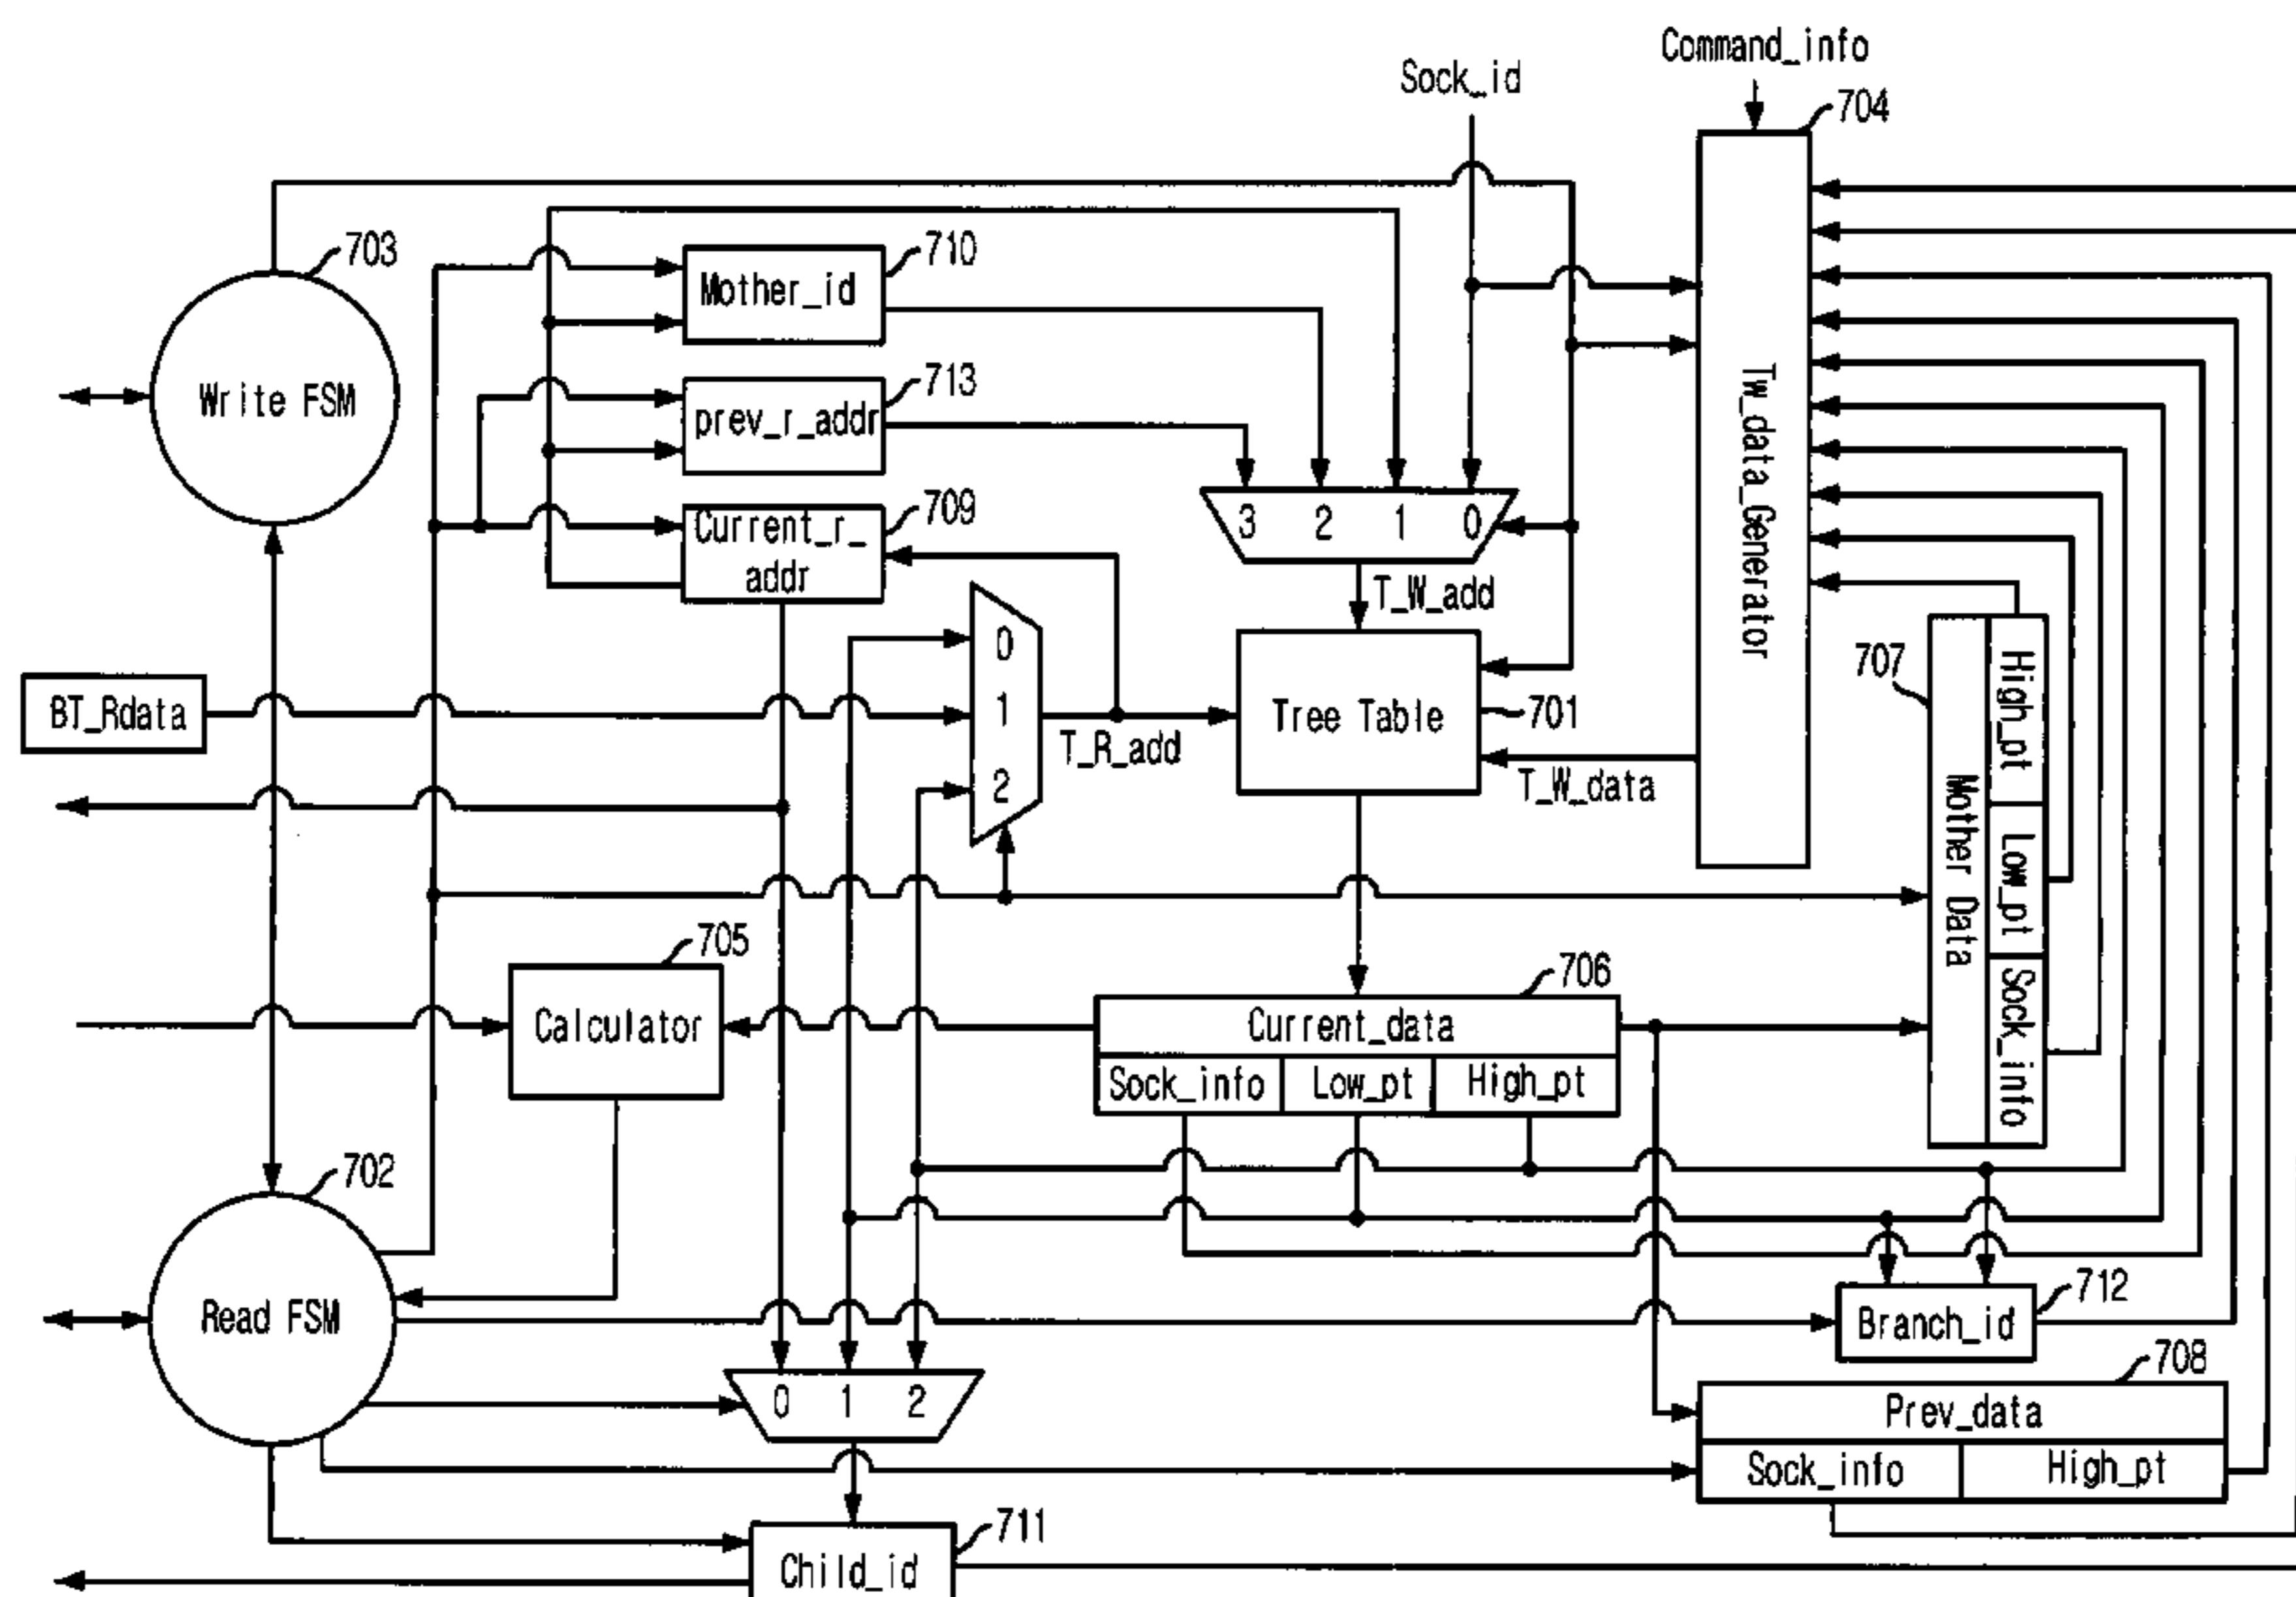 Command_info
Sock_id
704
703
710
Mother_id
Write FSM
713
prev_r_addr
709
Current_r_
addr
3 2 1 0
T_W_add
Tw_data_Generator
0
1
2
BT_Rdata
T_R_add
Tree Table
701
T_W_data
707
Mother Data
High_pt
Low_pt
Sock_info
705
Calculator
706
Current_data
Sock_info
Low_pt
High_pt
702
Read FSM
712
Branch_id
708
Prev_data
Sock_info
High_pt
0 1 2
711
Child_id